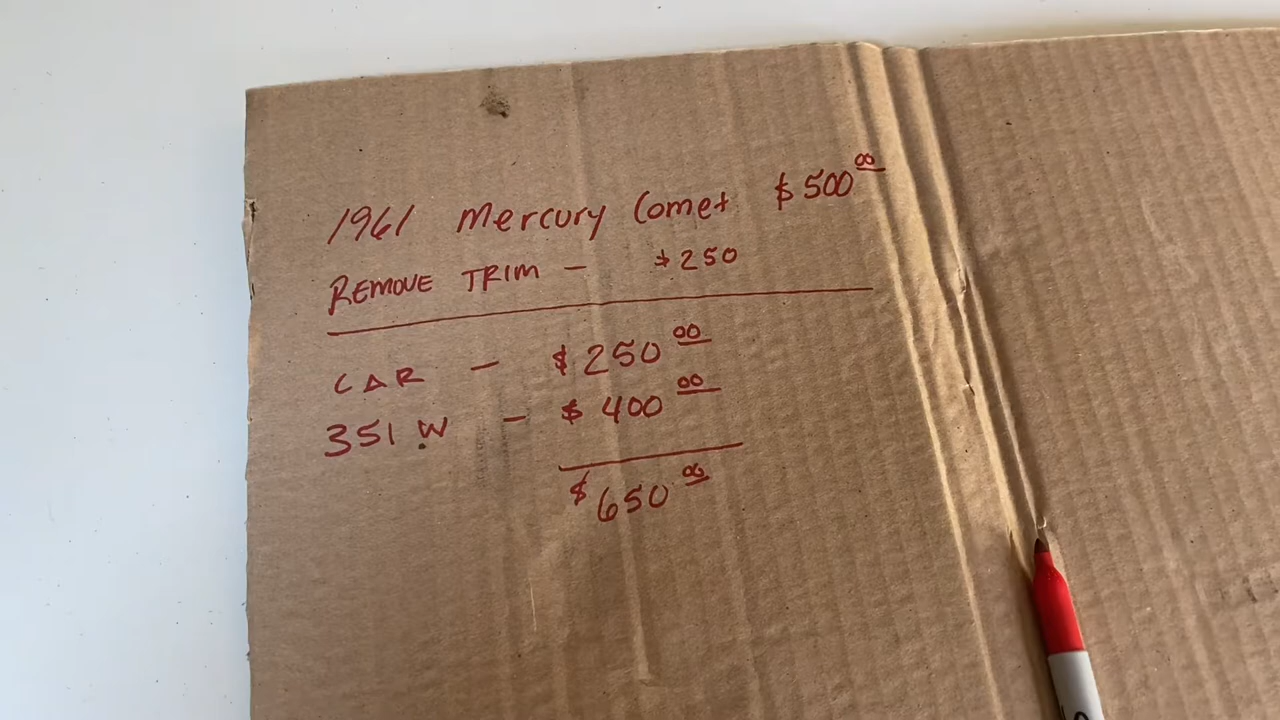 1961 Mercury Comet $500 00
REMOVE TRIM - $250
CAR - $250 00
351 W - $400 00
$650 00